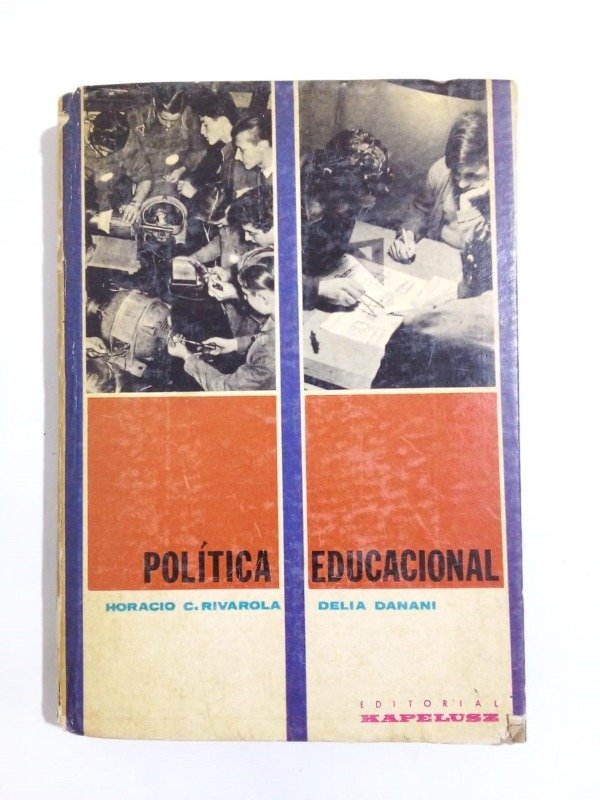 POLÍTICA EDUCACIONAL
HORACIO C. RIVAROLA DELIA DANANI
EDITORIAL
KAPELUSZ